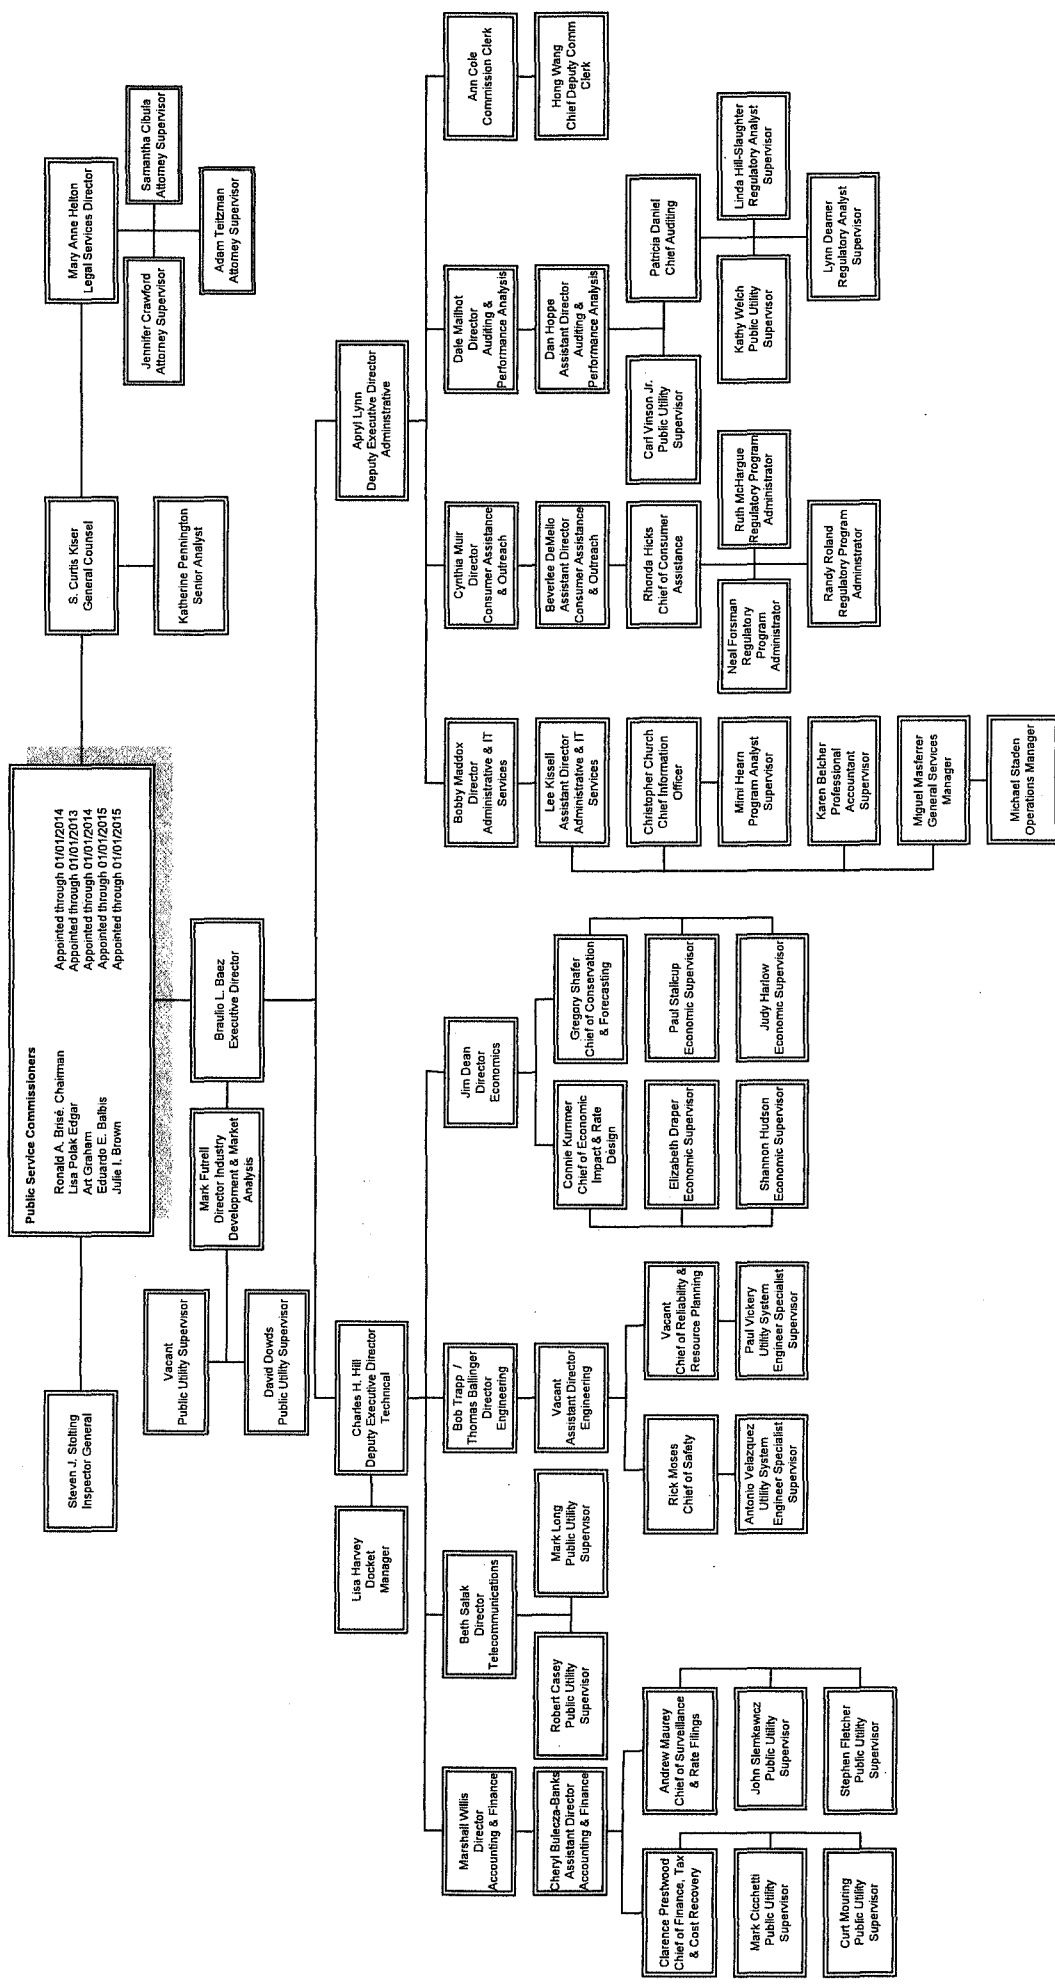 Public Service Commissioners
Ronald A. Brisé, Chairman Appointed through 01/01/2014
Lisa Polak Edgar Appointed through 01/01/2013
Art Graham Appointed through 01/01/2014
Eduardo E. Balbis Appointed through 01/01/2015
Julie I. Brown Appointed through 01/01/2015
Steven J. Stolting
Inspector General
S. Curtis Kiser
General Counsel
Mary Anne Helton
Legal Services Director
Katherine Pennington
Senior Analyst
Jennifer Crawford
Attorney Supervisor
Samantha Cibula
Attorney Supervisor
Adam Teitzman
Attorney Supervisor
Braulio L. Baez
Executive Director
Mark Futrell
Director Industry
Development & Market
Analysis
Vacant
Public Utility Supervisor
David Dowds
Public Utility Supervisor
Charles H. Hill
Deputy Executive Director
Technical
Lisa Harvey
Docket
Manager
Apryl Lynn
Deputy Executive Director
Administrative
Marshall Willis
Director
Accounting & Finance
Cheryl Bulecza-Banks
Assistant Director
Accounting & Finance
Clarence Prestwood
Chief of Finance, Tax
& Cost Recovery
Mark Cicchetti
Public Utility
Supervisor
Curt Mouring
Public Utility
Supervisor
Andrew Maurey
Chief of Surveillance
& Rate Filings
John Slemkewicz
Public Utility
Supervisor
Stephen Fletcher
Public Utility
Supervisor
Beth Salak
Director
Telecommunications
Robert Casey
Public Utility
Supervisor
Mark Long
Public Utility
Supervisor
Bob Trapp /
Thomas Ballinger
Director
Engineering
Vacant
Assistant Director
Engineering
Rick Moses
Chief of Safety
Antonio Velazquez
Utility System
Engineer Specialist
Supervisor
Vacant
Chief of Reliability &
Resource Planning
Paul Vickery
Utility System
Engineer Specialist
Supervisor
Jim Dean
Director
Economics
Connie Kummer
Chief of Economic
Impact & Rate
Design
Elizabeth Draper
Economic Supervisor
Shannon Hudson
Economic Supervisor
Gregory Shafer
Chief of Conservation
& Forecasting
Paul Stallcup
Economic Supervisor
Judy Harlow
Economic Supervisor
Bobby Maddox
Director
Administrative & IT
Services
Lee Kissell
Assistant Director
Administrative & IT
Services
Christopher Church
Chief Information
Officer
Mimi Hearn
Program Analyst
Supervisor
Karen Belcher
Professional
Accountant
Supervisor
Miguel Masferrer
General Services
Manager
Michael Staden
Operations Manager
Cynthia Muir
Director
Consumer Assistance
& Outreach
Beverlee DeMello
Assistant Director
Consumer Assistance
& Outreach
Rhonda Hicks
Chief of Consumer
Assistance
Neal Forsman
Regulatory
Program
Administrator
Ruth McHargue
Regulatory Program
Administrator
Randy Roland
Regulatory Program
Administrator
Dale Mailhot
Director
Auditing &
Performance Analysis
Dan Hoppe
Assistant Director
Auditing &
Performance Analysis
Carl Vinson Jr.
Public Utility
Supervisor
Patricia Daniel
Chief Auditing
Kathy Welch
Public Utility
Supervisor
Linda Hill-Slaughter
Regulatory Analyst
Supervisor
Lynn Deamer
Regulatory Analyst
Supervisor
Ann Cole
Commission Clerk
Hong Wang
Chief Deputy Comm
Clerk